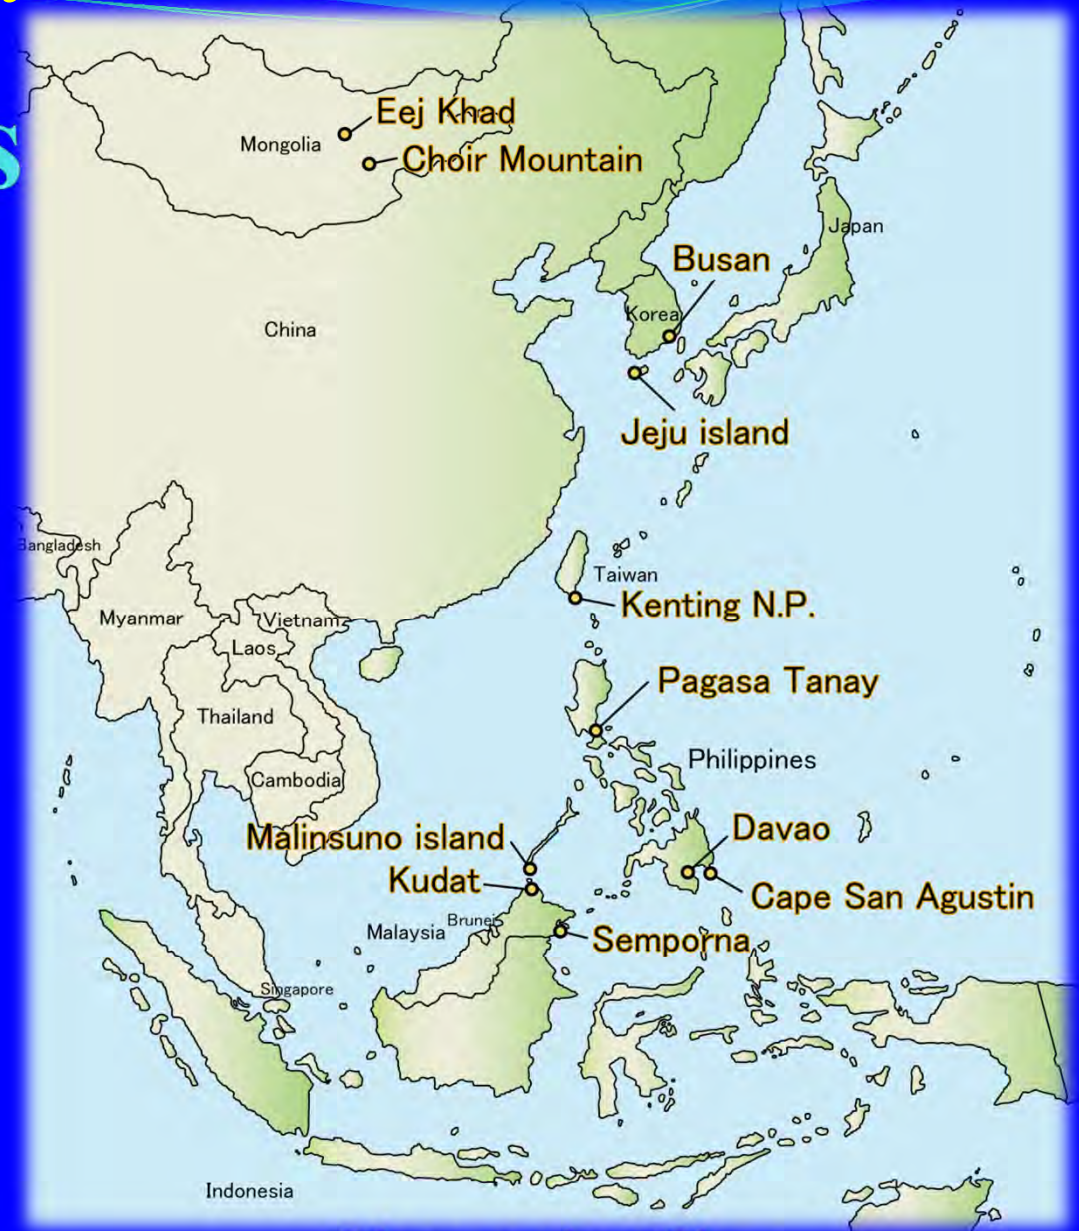 s
Eej Khad
Mongolia
Choir Mountain
Japan
Busan
Korea
China
Jeju island
Bangladesh
Taiwan
Kenting N.P.
Myanmar
Vietnam
Laos
Pagasa Tanay
Thailand
Philippines
Cambodia
Davao
Malinsuno island
Kudat
Cape San Agustin
Brunei
Malaysia
Semporna
Singapore
Indonesia